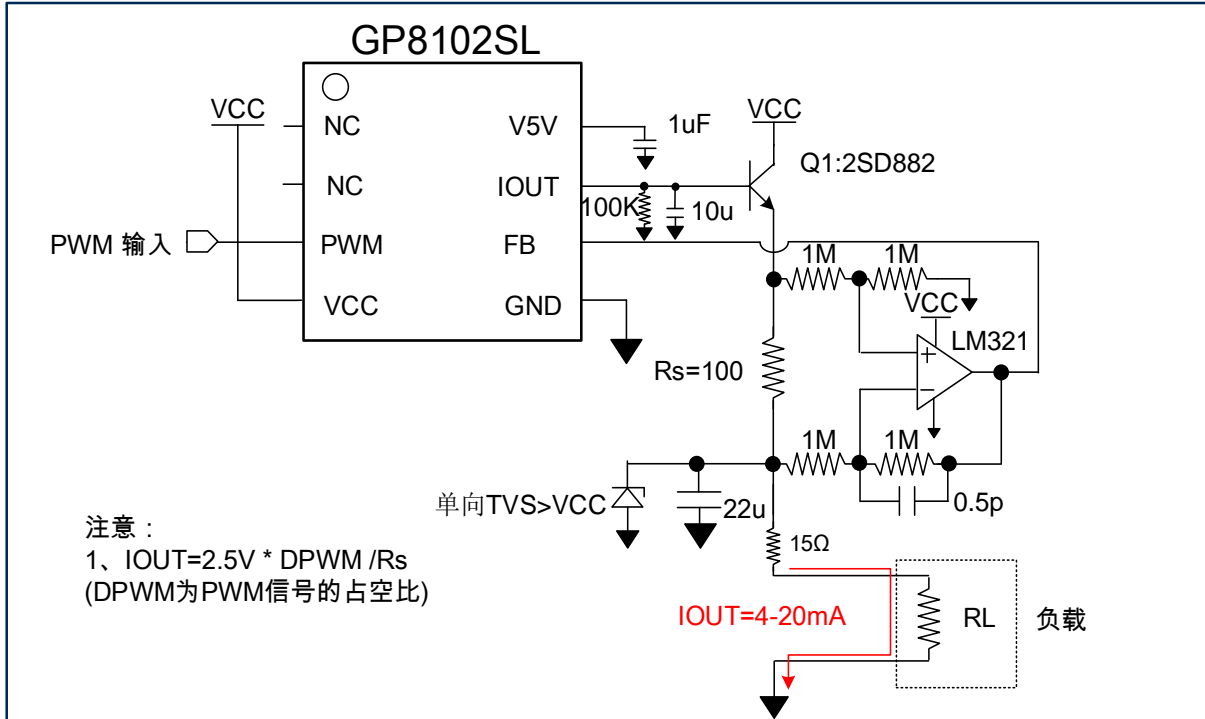 GP8102SL
VCC
NC
NC
PWM
VCC
V5V
IOUT
FB
GND
PWM 输入
1uF
100K
10u
VCC
Q1:2SD882
1M
1M
VCC
LM321
+
−
Rs=100
1M
1M
0.5p
单向TVS>VCC
22u
15Ω
IOUT=4-20mA
RL
负载
注意：
1、IOUT=2.5V * DPWM /Rs
(DPWM为PWM信号的占空比)